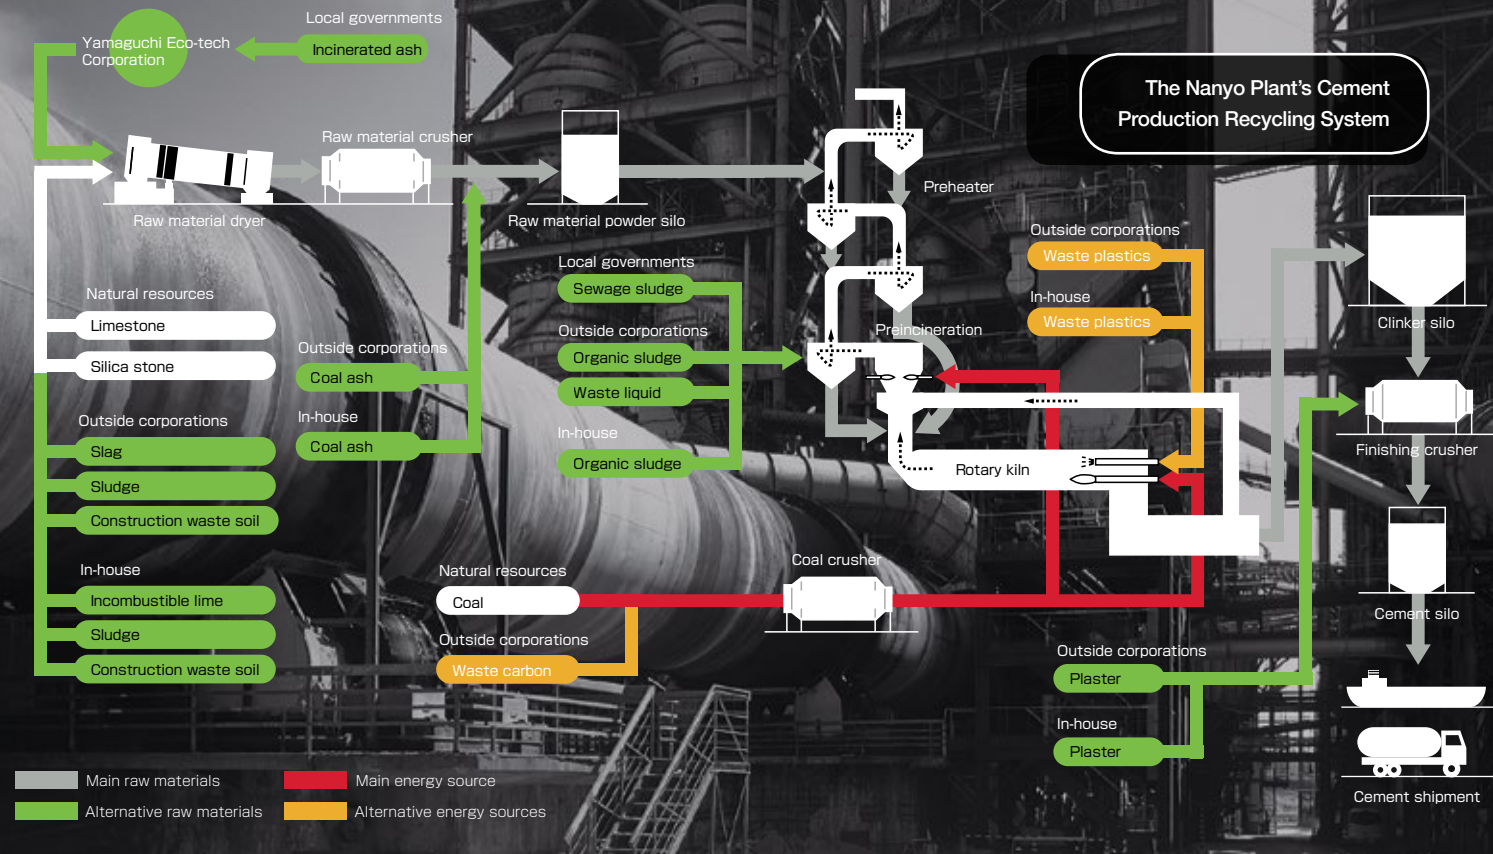 Local governments
Incinerated ash
Yamaguchi Eco-tech
Corporation
The Nanyo Plant's Cement
Production Recycling System
Raw material crusher
Raw material dryer
Raw material powder silo
Preheater
Natural resources
Limestone
Silica stone
Outside corporations
Slag
Sludge
Construction waste soil
In-house
Incombustible lime
Sludge
Construction waste soil
Outside corporations
Coal ash
In-house
Coal ash
Local governments
Sewage sludge
Outside corporations
Organic sludge
Waste liquid
In-house
Organic sludge
Preincineration
Outside corporations
Waste plastics
In-house
Waste plastics
Rotary kiln
Clinker silo
Finishing crusher
Cement silo
Natural resources
Coal
Outside corporations
Waste carbon
Coal crusher
Outside corporations
Plaster
In-house
Plaster
Cement shipment
Main raw materials
Alternative raw materials
Main energy source
Alternative energy sources